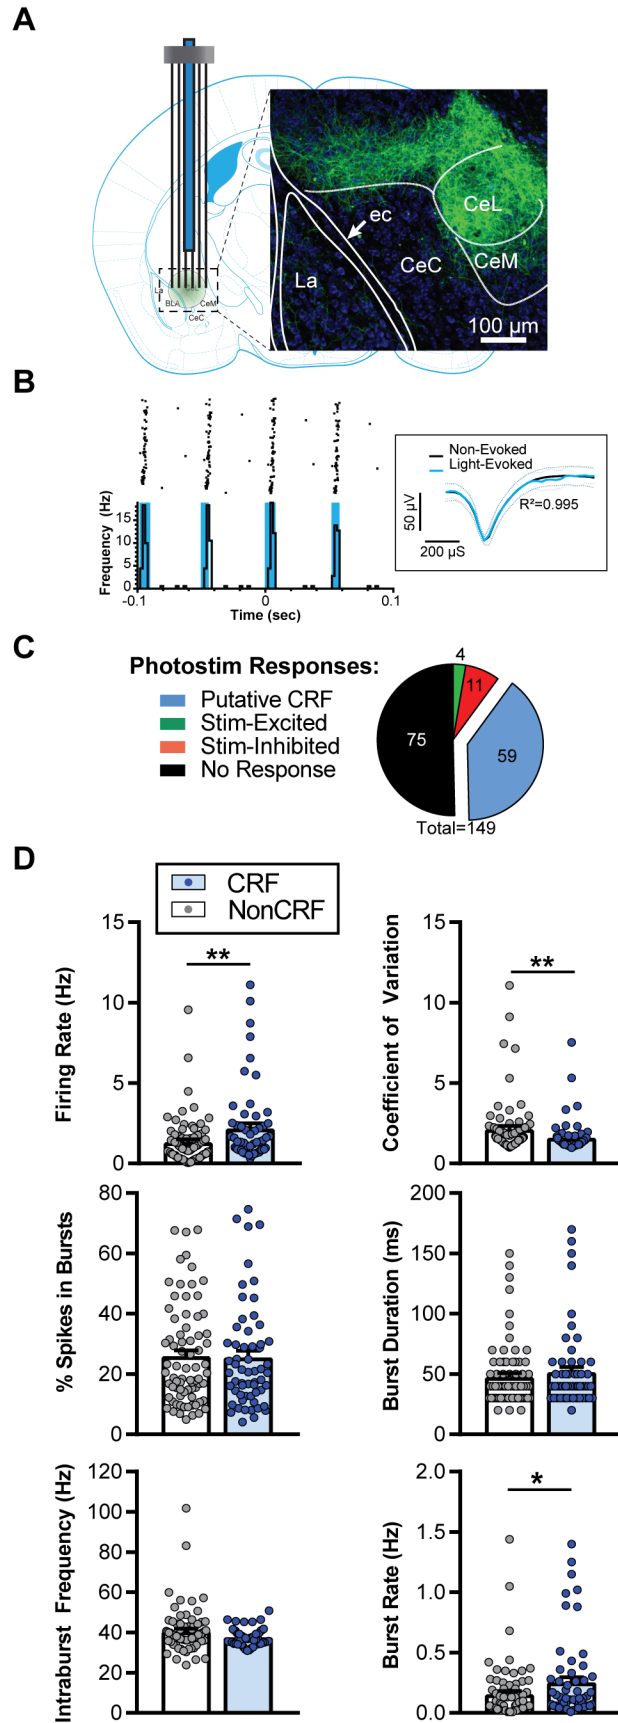 A
La
BLA
CeM
CeC
ec
La
CeC
CeL
CeM
100 µm
B
Frequency (Hz)
15
10
5
0
-0.1
0
0.1
Time (sec)
Non-Evoked
Light-Evoked
50 µV
200 µS
R²=0.995
C
Photostim Responses:
Putative CRF
Stim-Excited
Stim-Inhibited
No Response
4
11
75
59
Total=149
D
CRF
NonCRF
Firing Rate (Hz)
15
10
5
0
**
Coefficient of Variation
15
10
5
0
**
% Spikes in Bursts
80
60
40
20
0
Burst Duration (ms)
200
150
100
50
0
Intraburst Frequency (Hz)
120
100
80
60
40
20
0
Burst Rate (Hz)
2.0
1.5
1.0
0.5
0.0
*